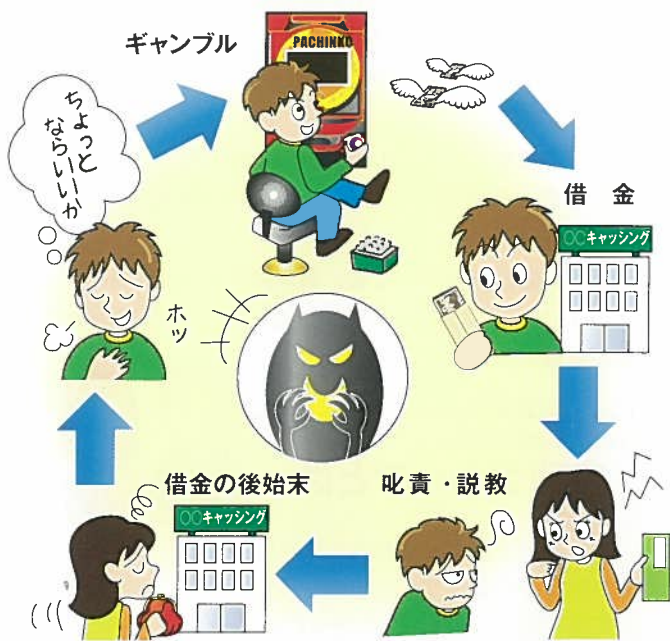 ギャンブル
PACHINKO
借金
○○キャッシング
叱責・説教
借金の後始末
○○キャッシング
ホッ
ちょっと
ならいいか